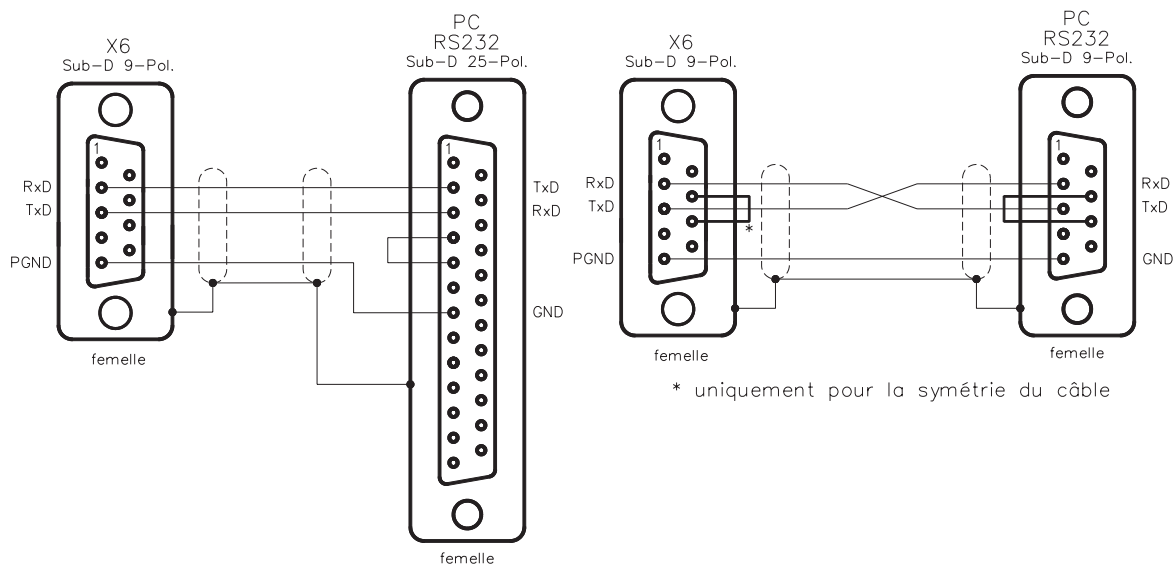 X6
Sub-D 9-Pol.
1
RxD
TxD
PGND
femelle
PC
RS232
Sub-D 25-Pol.
1
TxD
RxD
GND
femelle
X6
Sub-D 9-Pol.
1
RxD
TxD
PGND
*
femelle
PC
RS232
Sub-D 9-Pol.
1
RxD
TxD
GND
femelle
* uniquement pour la symétrie du câble